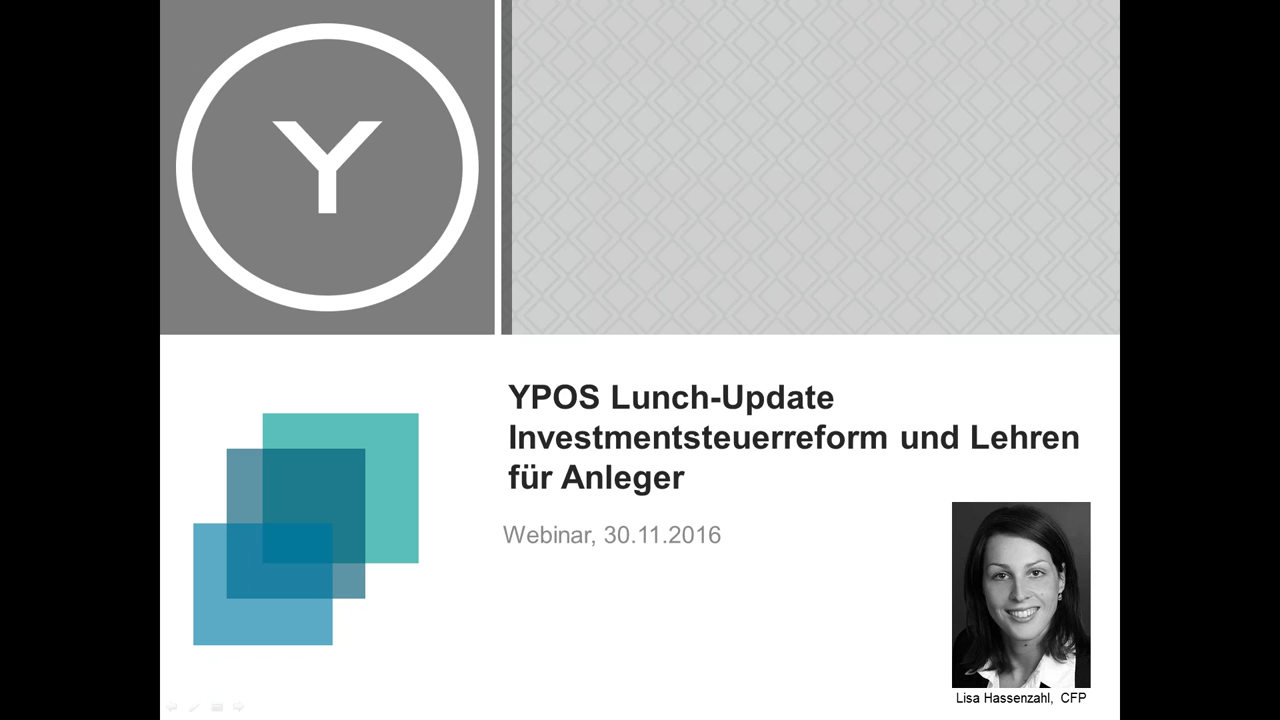 Y
YPOS Lunch-Update
Investmentsteuerreform und Lehren
für Anleger
Webinar, 30.11.2016
Lisa Hassenzahl, CFP